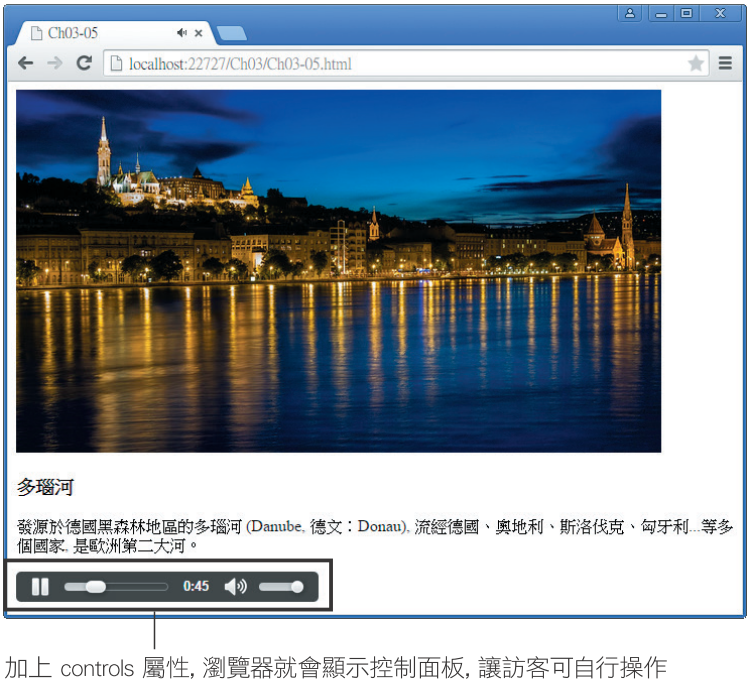 Ch03-05
localhost:22727/Ch03/Ch03-05.html
多瑙河
發源於德國黑森林地區的多瑙河 (Danube, 德文：Donau), 流經德國、奧地利、斯洛伐克、匈牙利...等多
個國家, 是歐洲第二大河。
0:45
加上 controls 屬性, 瀏覽器就會顯示控制面板, 讓訪客可自行操作